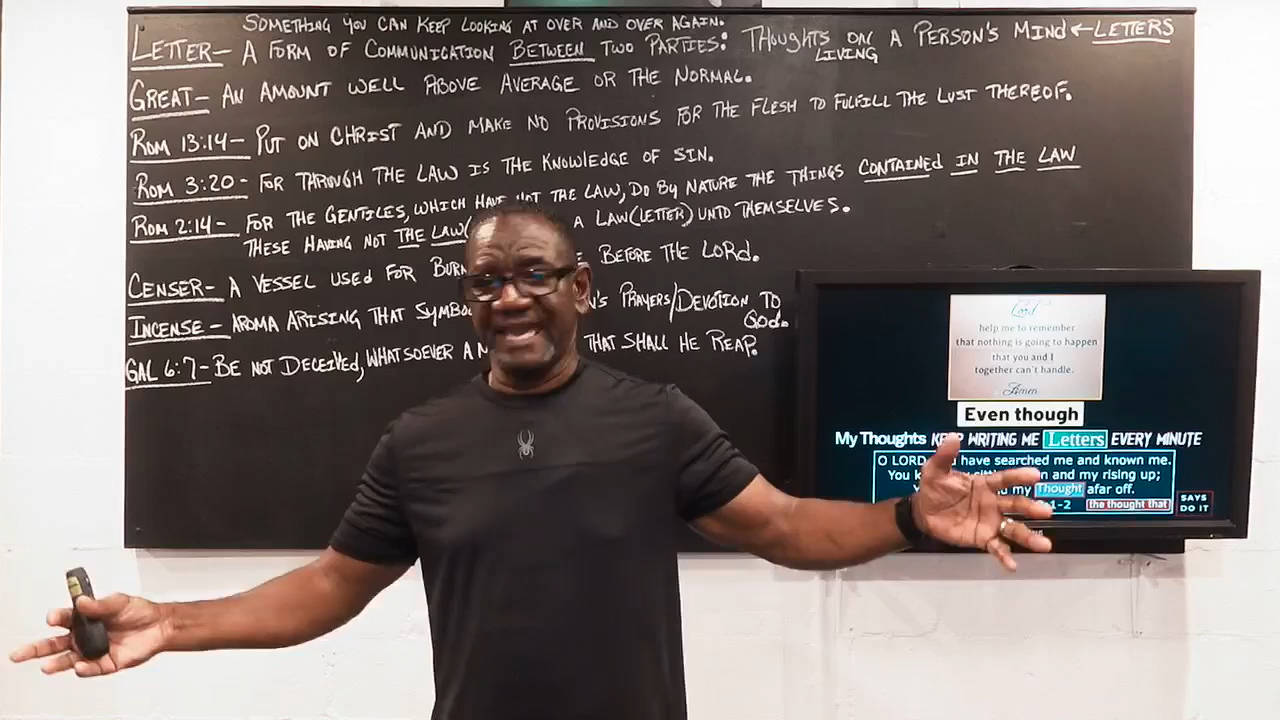 SOMETHING YOU CAN KEEP LOOKING AT OVER AND OVER AGAIN.
LETTER- A FORM OF COMMUNICATION BETWEEN TWO PARTIES: THOUGHTS ON A PERSON'S MIND ← LETTERS
LIVING
GREAT- AN AMOUNT WELL ABOVE AVERAGE OR THE NORMAL.
ROM 13:14- PUT ON CHRIST AND MAKE NO PROVISIONS FOR THE FLESH TO FULFILL THE LUST THEREOF.
ROM 3:20- FOR THROUGH THE LAW IS THE KNOWLEDGE OF SIN.
ROM 2:14- FOR THE GENTILES, WHICH HAVE NOT THE LAW, DO BY NATURE THE THINGS CONTAINED IN THE LAW
THESE HAVING NOT THE LAW( A LAW(LETTER) UNTO THEMSELVES.
CENSER- A VESSEL USED FOR BEFORE THE LORD.
INCENSE- AROMA ARISING THAT PRAYERS/DEVOTION TO
GOD.
GAL 6:7- BE NOT DECEIVED, WHATSOEVER A THAT SHALL HE REAP.
Lord
help me to remember
that nothing is going to happen
that you and I
together can't handle.
Amen
Even though
My Thoughts KEEP WRITING ME Letters EVERY MINUTE
O LORD have searched me and known me.
You and my rising up;
my Thought afar off.
1-2 the thought that
SAYS
DO IT